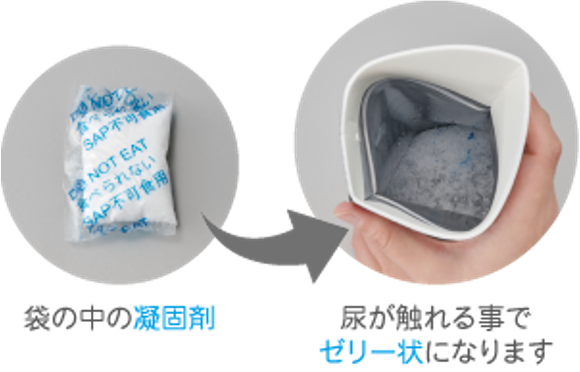 NOT EAT
食べられない
SAP不可食用
NOT EAT
食べられない
SAP不可食用
EAT
袋の中の凝固剤
尿が触れる事で
ゼリー状になります